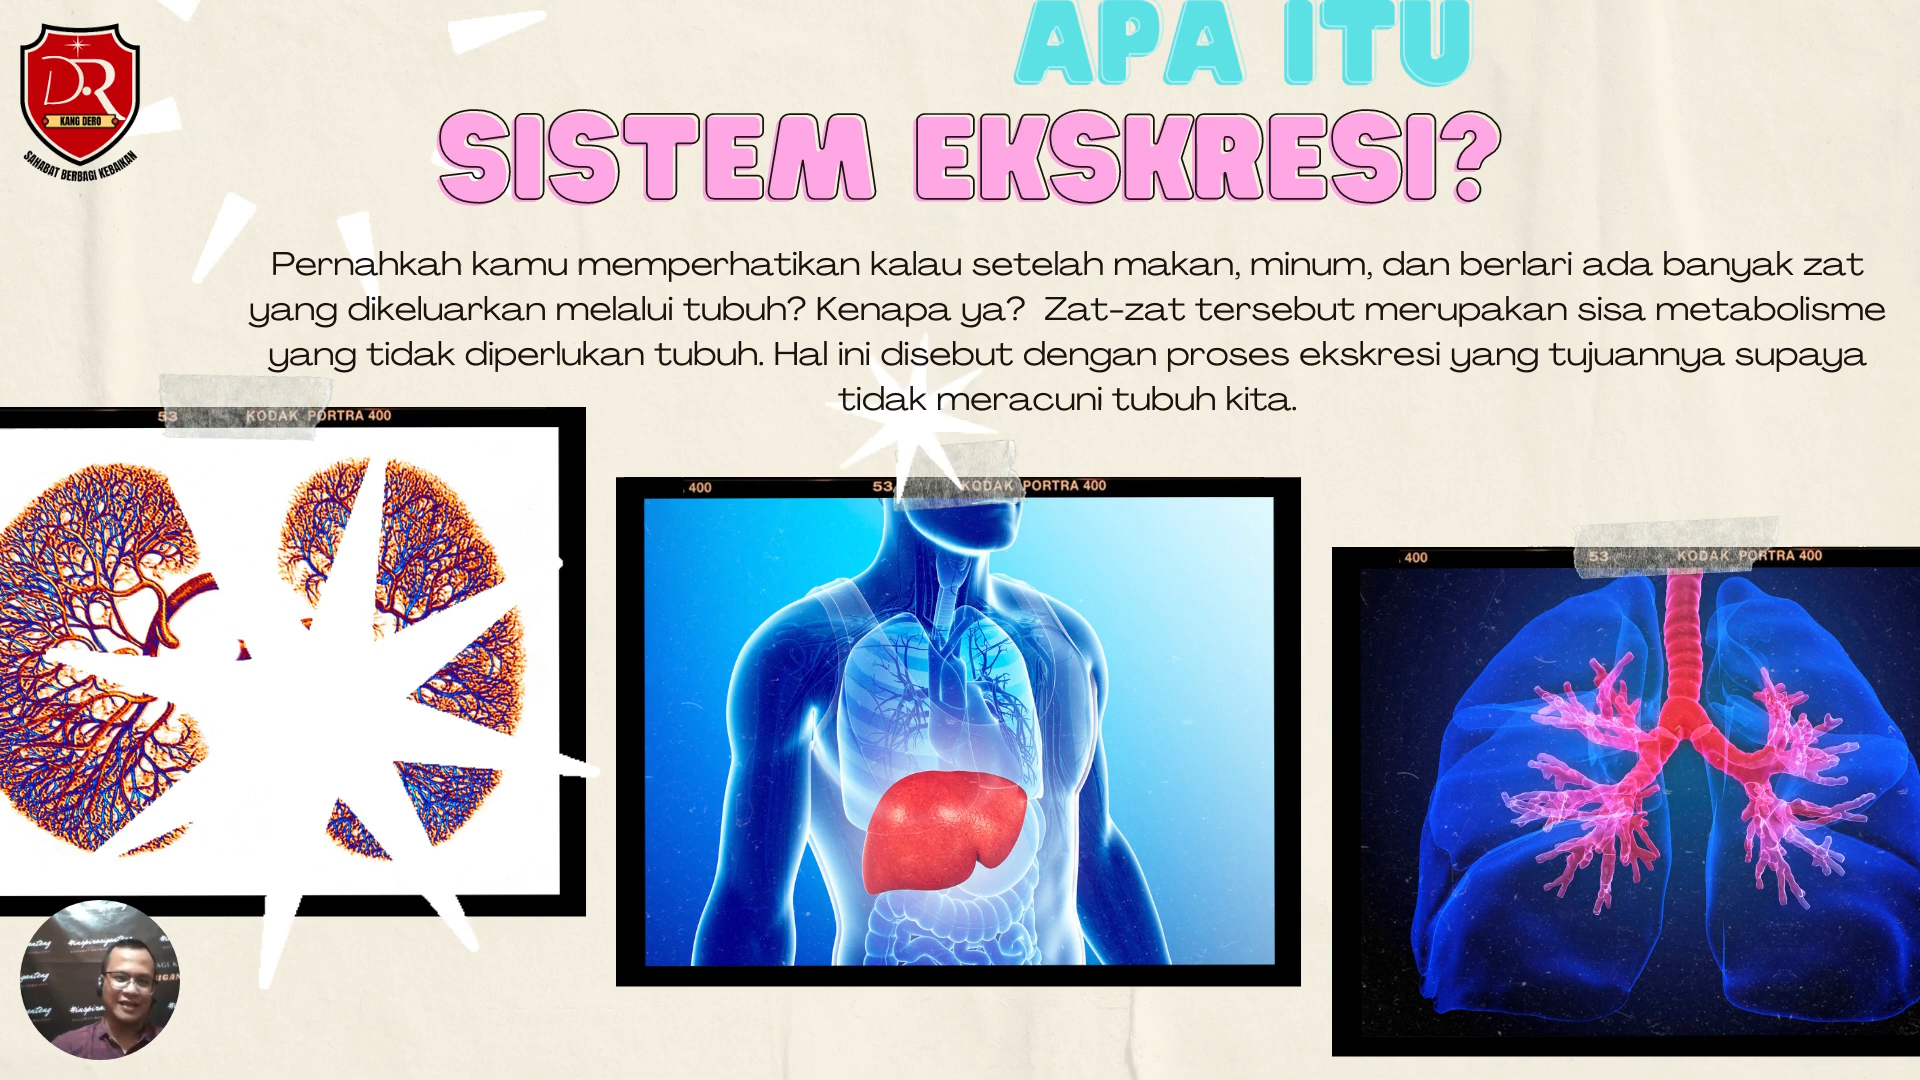 APA ITU
SISTEM EKSKRESI?
D.R
KANG DERO
SAHABAT BERBAGI KEBAIKAN
Pernahkah kamu memperhatikan kalau setelah makan, minum, dan berlari ada banyak zat
yang dikeluarkan melalui tubuh? Kenapa ya? Zat-zat tersebut merupakan sisa metabolisme
yang tidak diperlukan tubuh. Hal ini disebut dengan proses ekskresi yang tujuannya supaya
tidak meracuni tubuh kita.
53 KODAK PORTRA 400
400 53 KODAK PORTRA 400
400 53 KODAK PORTRA 400